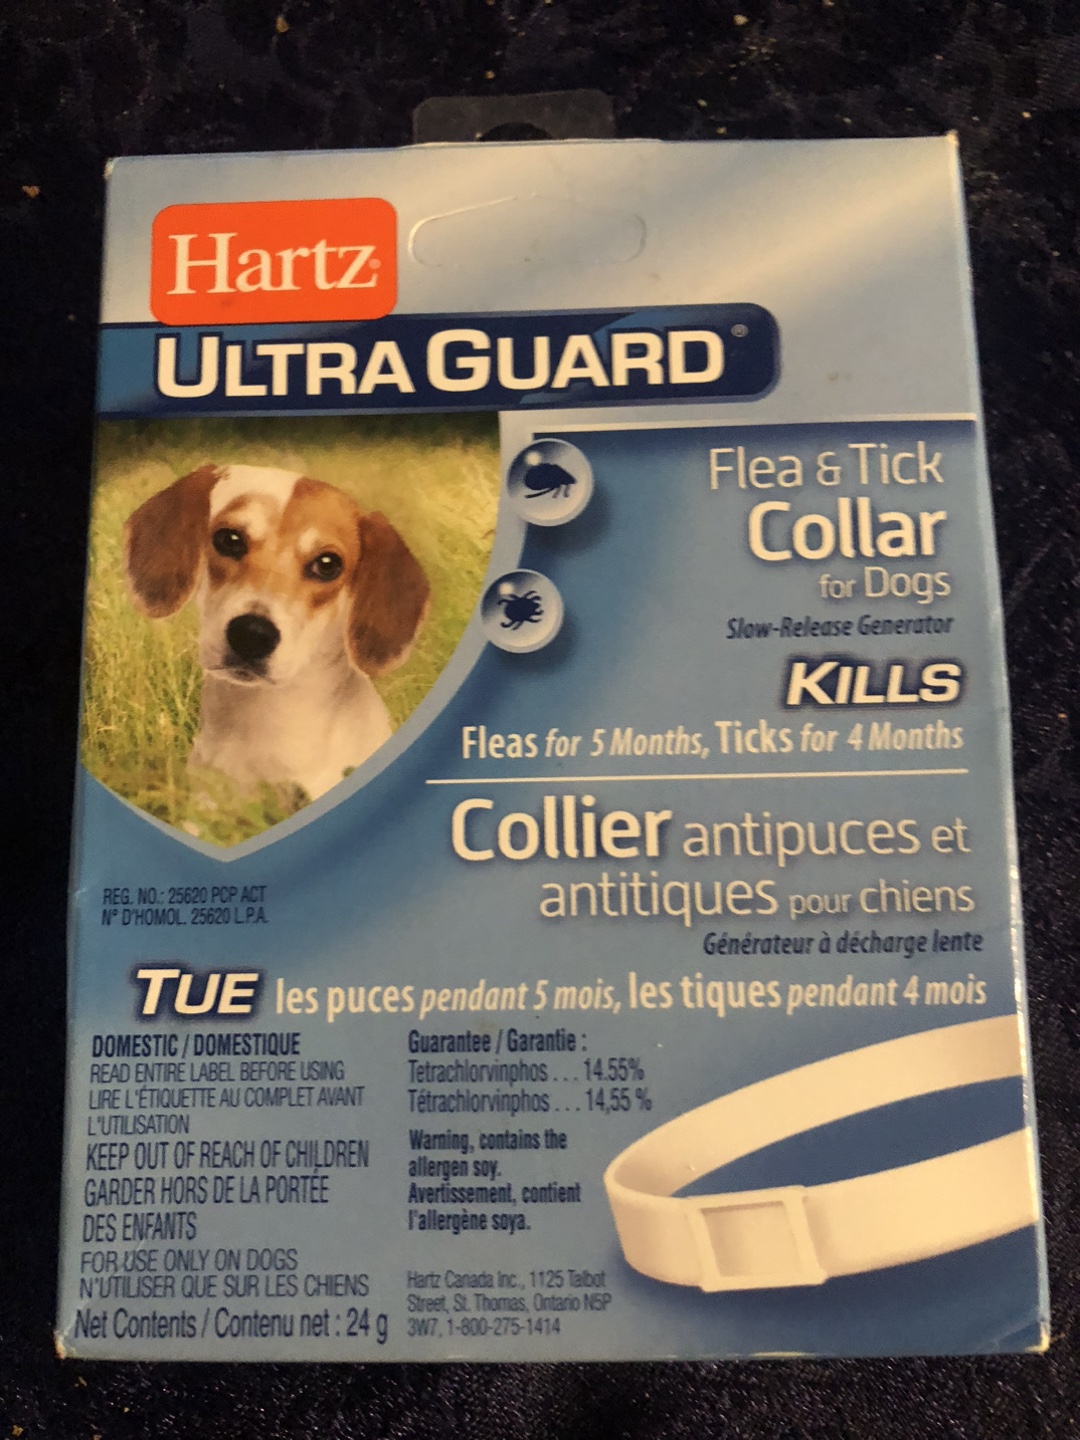 Hartz®
ULTRA GUARD®
Flea & Tick
Collar
for Dogs
Slow-Release Generator
KILLS
Fleas for 5 Months, Ticks for 4 Months
Collier antipuces et
antitiques pour chiens
Générateur à décharge lente
REG. NO.: 25620 PCP ACT
N° D'HOMOL. 25620 L.P.A.
TUE les puces pendant 5 mois, les tiques pendant 4 mois
DOMESTIC / DOMESTIQUE
READ ENTIRE LABEL BEFORE USING
LIRE L'ÉTIQUETTE AU COMPLET AVANT
L'UTILISATION
KEEP OUT OF REACH OF CHILDREN
GARDER HORS DE LA PORTÉE
DES ENFANTS
FOR USE ONLY ON DOGS
N'UTILISER QUE SUR LES CHIENS
Net Contents / Contenu net : 24 g
Guarantee / Garantie :
Tetrachlorvinphos . . . 14.55%
Tétrachlorvinphos . . . 14,55 %
Warning, contains the
allergen soy.
Avertissement, contient
l'allergène soya.
Hartz Canada Inc., 1125 Talbot
Street, St. Thomas, Ontario N5P
3W7, 1-800-275-1414